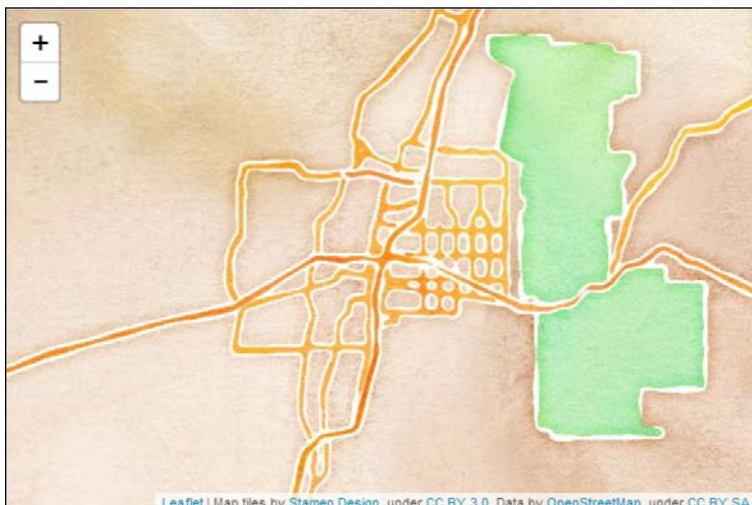 +
−
Leaflet | Map tiles by Stamen Design, under CC BY 3.0. Data by OpenStreetMap, under CC BY SA